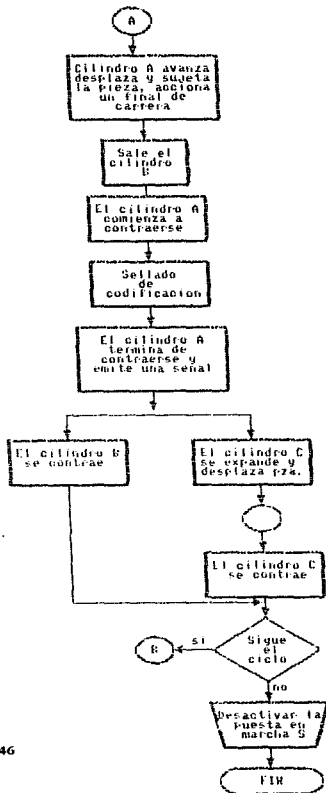 A
Cilindro A avanza
desplaza y sujeta
la pieza, acciona
un final de
carrera
Sale el
cilindro
B
El cilindro A
comienza a
contraerse
Sellado
de
codificacion
El cilindro A
termina de
contraerse y
emite una señal
El cilindro B
se contrae
El cilindro C
se expande y
desplaza pza.
El cilindro C
se contrae
Sigue
el
ciclo
si
B
no
Desactivar la
puesta en
marcha S
46
FIN